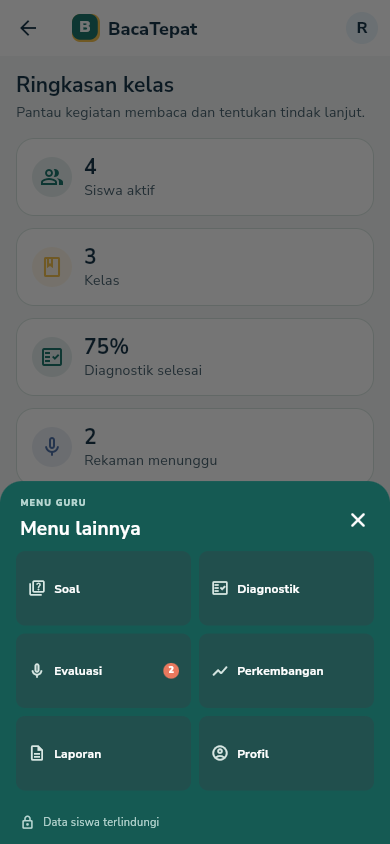 B BacaTepat R
Ringkasan kelas
Pantau kegiatan membaca dan tentukan tindak lanjut.
4
Siswa aktif
3
Kelas
75%
Diagnostik selesai
2
Rekaman menunggu
MENU GURU
Menu lainnya
Soal
Diagnostik
Evaluasi 2
Perkembangan
Laporan
Profil
Data siswa terlindungi